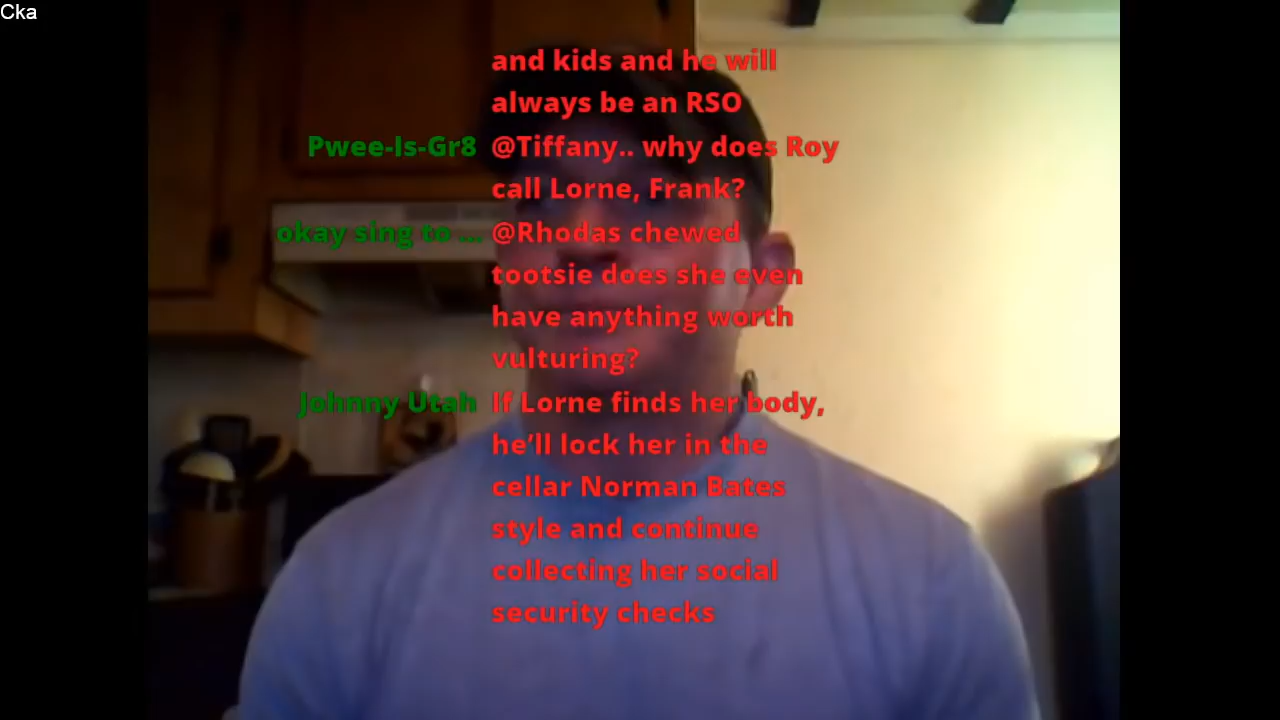 Cka
and kids and he will
always be an RSO
Pwee-Is-Gr8 @Tiffany.. why does Roy
call Lorne, Frank?
okay sing to ... @Rhodas chewed
tootsie does she even
have anything worth
vulturing?
Johnny Utah If Lorne finds her body,
he’ll lock her in the
cellar Norman Bates
style and continue
collecting her social
security checks